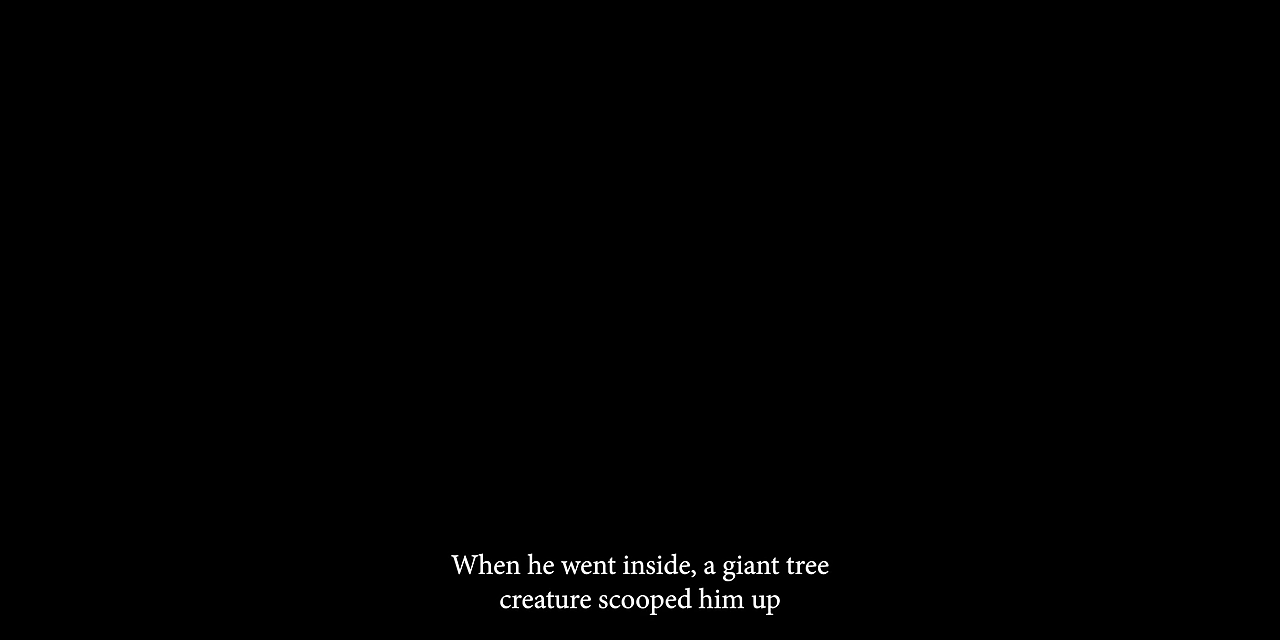 When he went inside, a giant tree
creature scooped him up